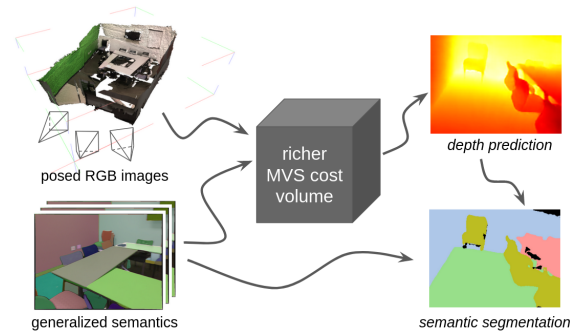 posed RGB images
richer
MVS cost
volume
depth prediction
generalized semantics
semantic segmentation